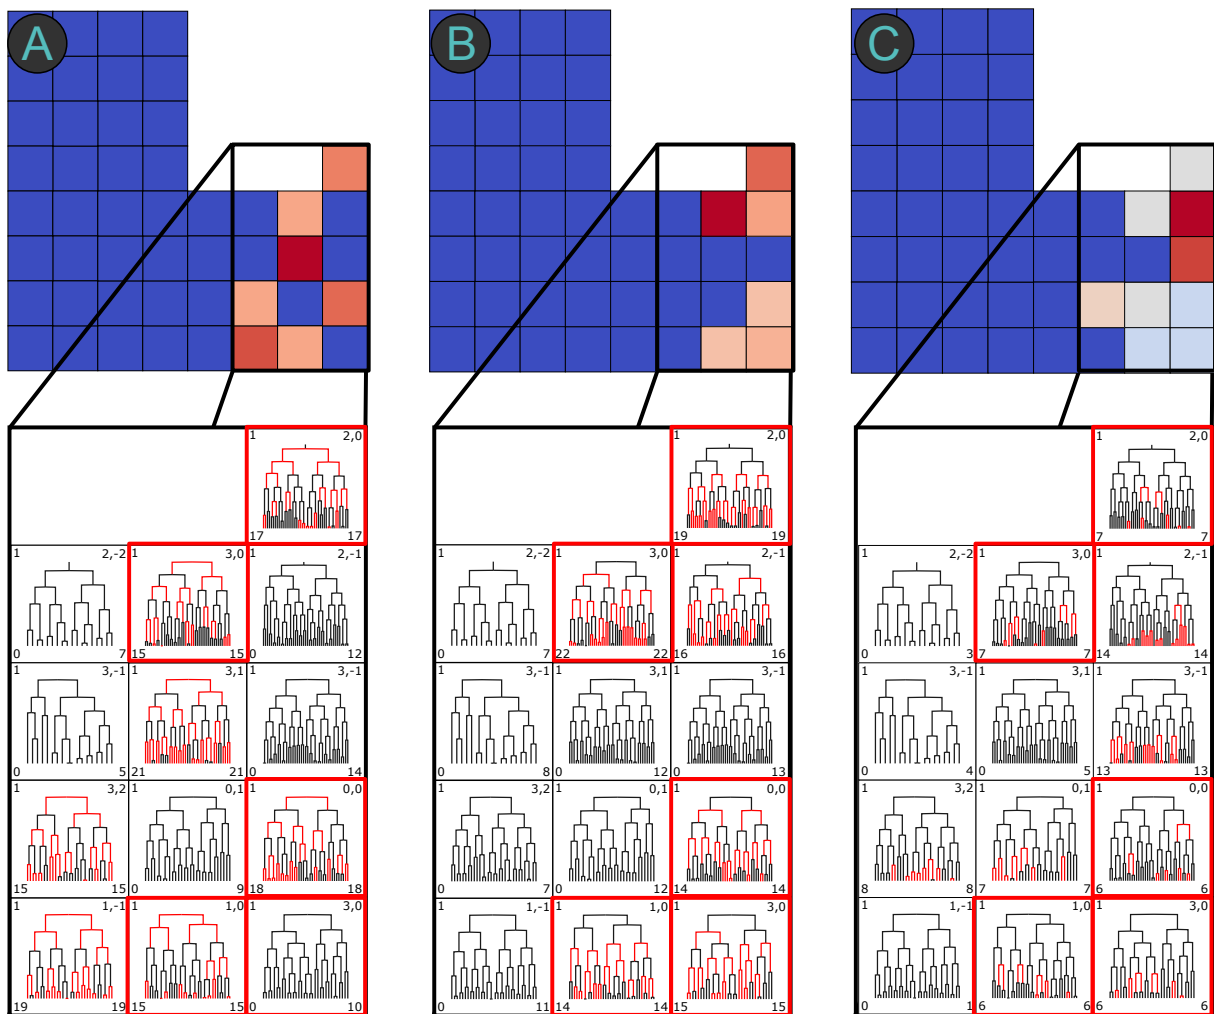 A B C
1 2,0 1 2,0 1 2,0
17 17 19 19 7 7
1 2,-2 1 3,0 1 2,-1 1 2,-2 1 3,0 1 2,-1 1 2,-2 1 3,0 1 2,-1
0 7 15 15 0 12 0 7 22 22 16 16 0 3 7 7 14 14
1 3,-1 1 3,1 1 3,-1 1 3,-1 1 3,1 1 3,-1 1 3,-1 1 3,1 1 3,-1
0 5 21 21 0 14 0 8 0 12 0 13 0 4 0 5 13 13
1 3,2 1 0,1 1 0,0 1 3,2 1 0,1 1 0,0 1 3,2 1 0,1 1 0,0
15 15 0 9 18 18 0 7 0 12 14 14 8 8 7 7 6 6
1 1,-1 1 1,0 1 3,0 1 1,-1 1 1,0 1 3,0 1 1,-1 1 1,0 1 3,0
19 19 15 15 0 10 0 11 14 14 15 15 0 1 6 6 6 6